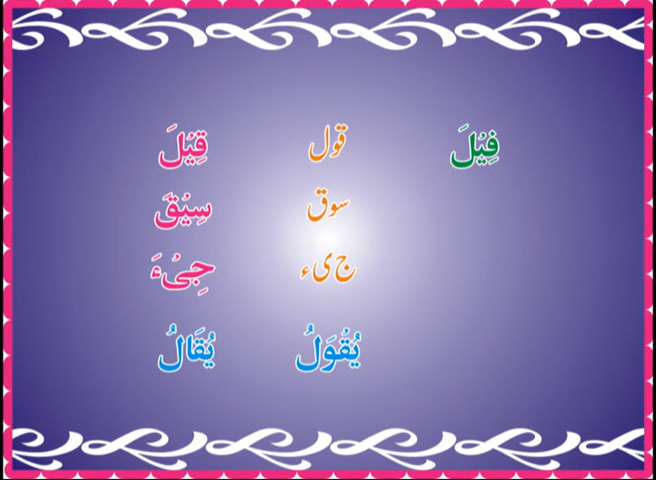 فِيْلَ قول قِيْلَ
سوق سِيْقَ
ج ی ء جِیْءَ
يُقْوَلُ يُقَالُ